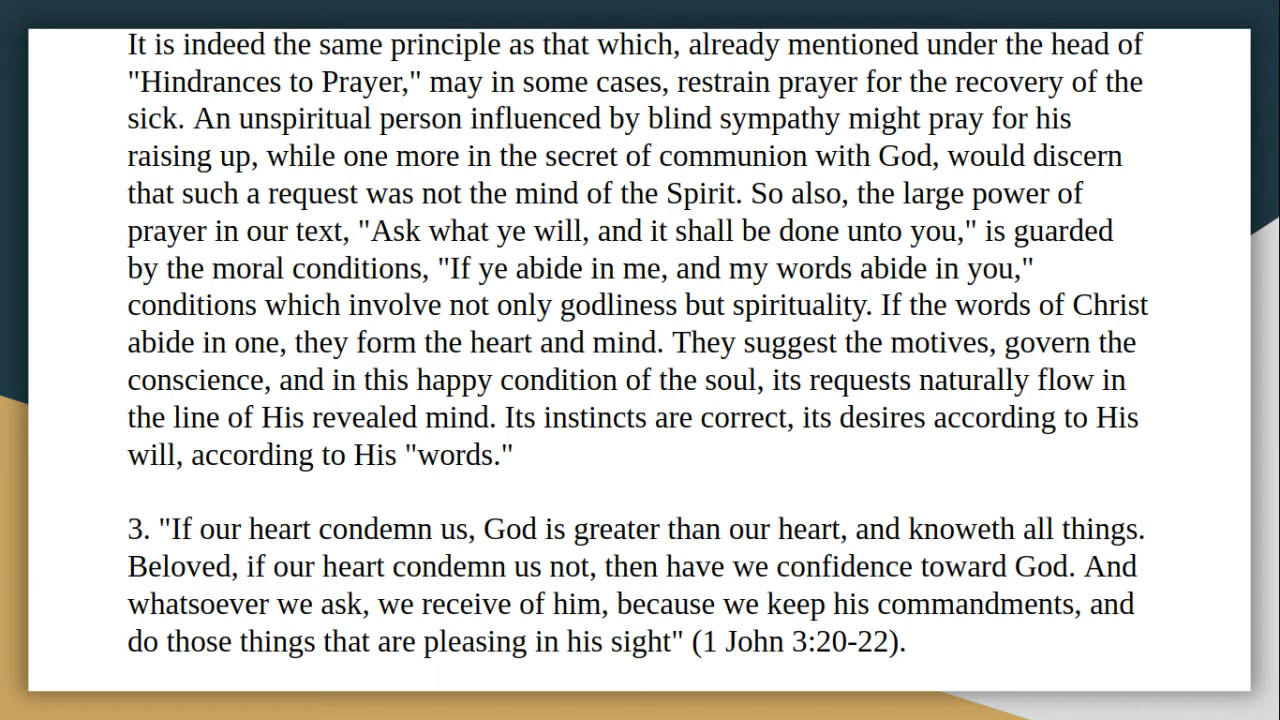 It is indeed the same principle as that which, already mentioned under the head of
"Hindrances to Prayer," may in some cases, restrain prayer for the recovery of the
sick. An unspiritual person influenced by blind sympathy might pray for his
raising up, while one more in the secret of communion with God, would discern
that such a request was not the mind of the Spirit. So also, the large power of
prayer in our text, "Ask what ye will, and it shall be done unto you," is guarded
by the moral conditions, "If ye abide in me, and my words abide in you,"
conditions which involve not only godliness but spirituality. If the words of Christ
abide in one, they form the heart and mind. They suggest the motives, govern the
conscience, and in this happy condition of the soul, its requests naturally flow in
the line of His revealed mind. Its instincts are correct, its desires according to His
will, according to His "words."
3. "If our heart condemn us, God is greater than our heart, and knoweth all things.
Beloved, if our heart condemn us not, then have we confidence toward God. And
whatsoever we ask, we receive of him, because we keep his commandments, and
do those things that are pleasing in his sight" (1 John 3:20-22).